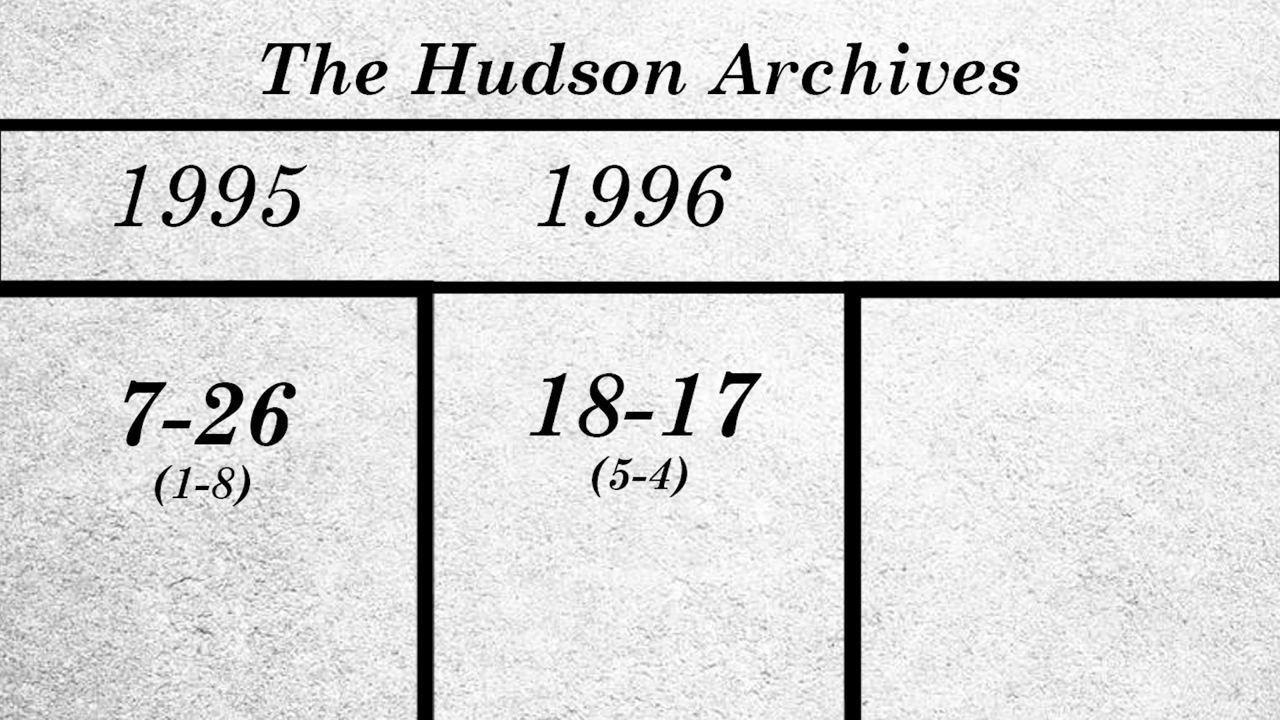 The Hudson Archives
1995 1996
7-26 18-17
(1-8) (5-4)